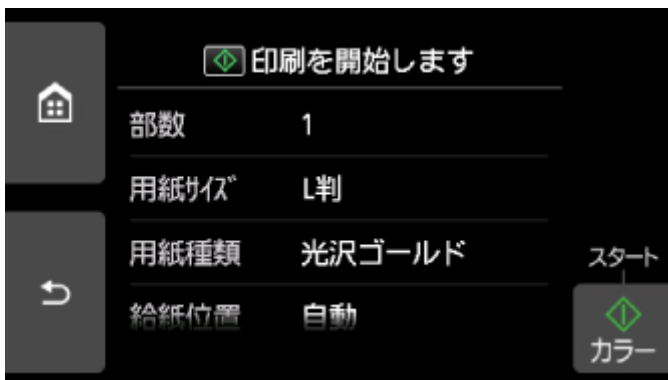 印刷を開始します
部数 1
用紙ｻｲｽﾞ L判
用紙種類 光沢ゴールド
給紙位置 自動
スタート
カラー